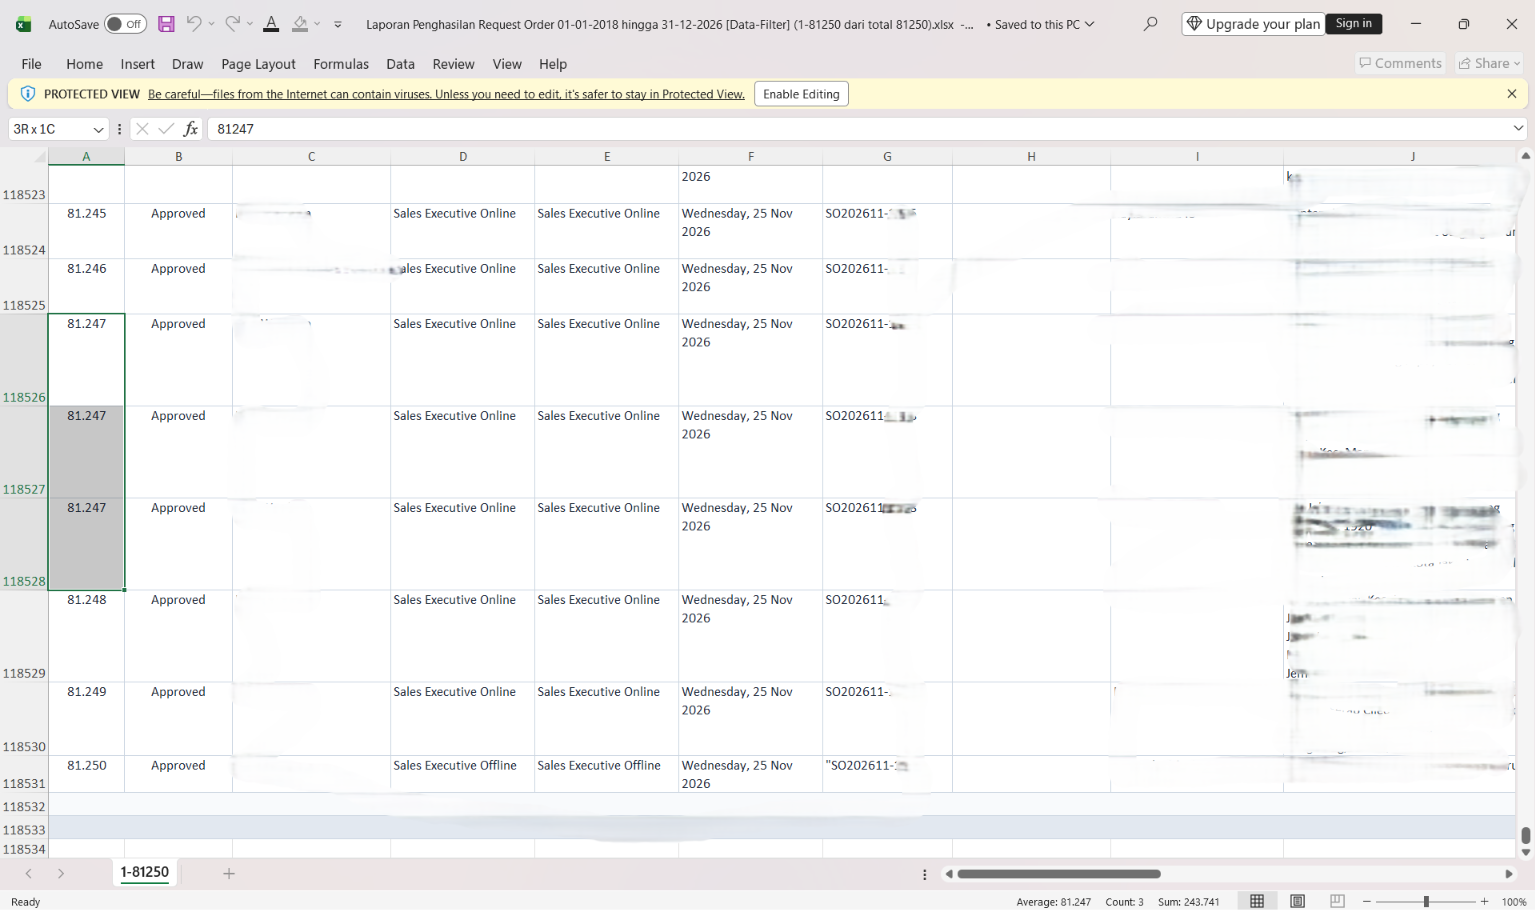 AutoSave Off Laporan Penghasilan Request Order 01-01-2018 hingga 31-12-2026 [Data-Filter] (1-81250 dari total 81250).xlsx -... • Saved to this PC Upgrade your plan Sign in
File Home Insert Draw Page Layout Formulas Data Review View Help Comments Share
PROTECTED VIEW Be careful—files from the Internet can contain viruses. Unless you need to edit, it's safer to stay in Protected View. Enable Editing
3R x 1C fx 81247
A B C D E F G H I J
2026
118523
81.245 Approved Sales Executive Online Sales Executive Online Wednesday, 25 Nov SO202611-
2026
118524
81.246 Approved Sales Executive Online Wednesday, 25 Nov SO202611-
2026
118525
81.247 Approved Sales Executive Online Sales Executive Online Wednesday, 25 Nov SO202611-
2026
118526
81.247 Approved Sales Executive Online Sales Executive Online Wednesday, 25 Nov SO202611
2026
118527
81.247 Approved Sales Executive Online Sales Executive Online Wednesday, 25 Nov SO202611
2026
118528
81.248 Approved Sales Executive Online Sales Executive Online Wednesday, 25 Nov SO202611
2026
Jem
118529
81.249 Approved Sales Executive Online Sales Executive Online Wednesday, 25 Nov SO202611-
2026
118530
81.250 Approved Sales Executive Offline Sales Executive Offline Wednesday, 25 Nov "SO202611-
2026
118531
118532
118533
118534
1-81250
Ready Average: 81.247 Count: 3 Sum: 243.741 100%